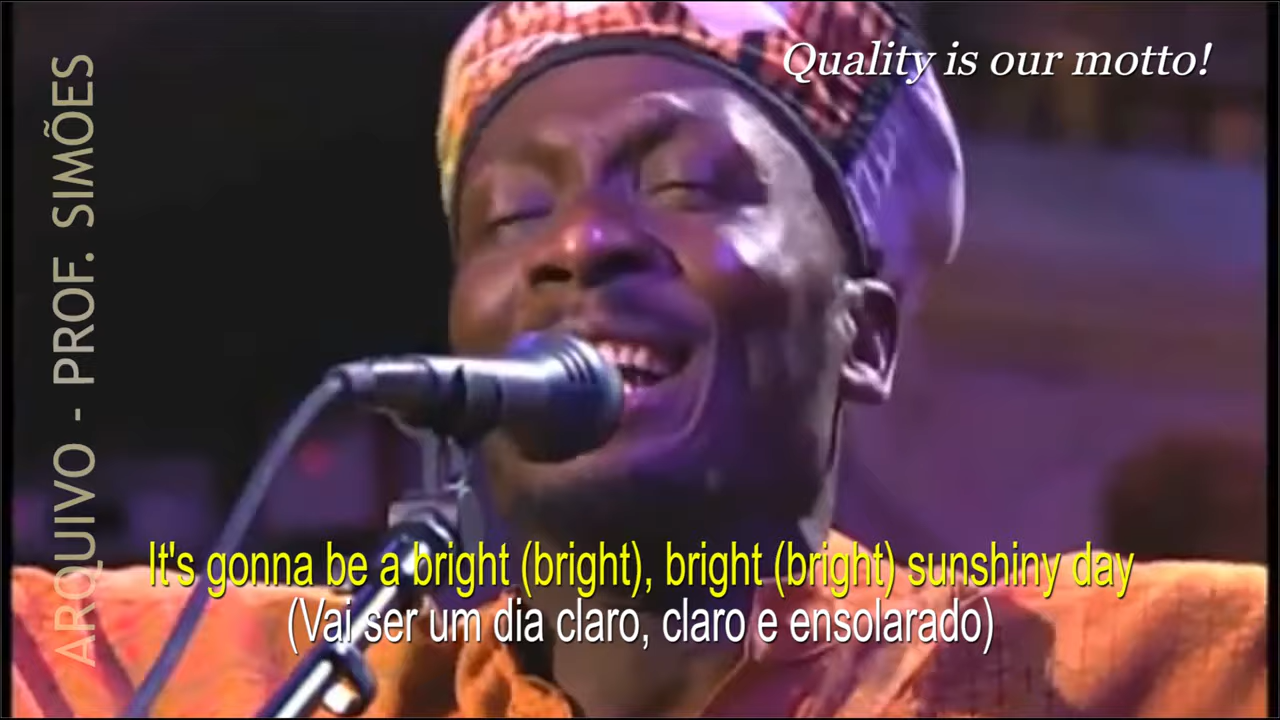 Quality is our motto!
ARQUIVO - PROF. SIMÕES
It's gonna be a bright (bright), bright (bright) sunshiny day
(Vai ser um dia claro, claro e ensolarado)